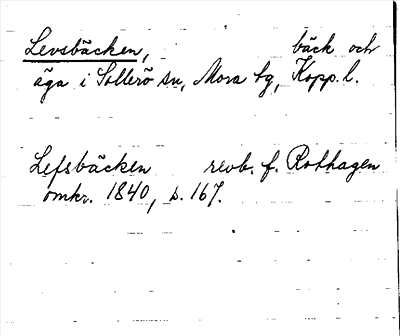 Levsbäcken, bäck och
äga i Sollerö sn, Mora tg, Kopp. l.
Lefsbäcken revb. f. Rothagen
omkr. 1840, s. 167.